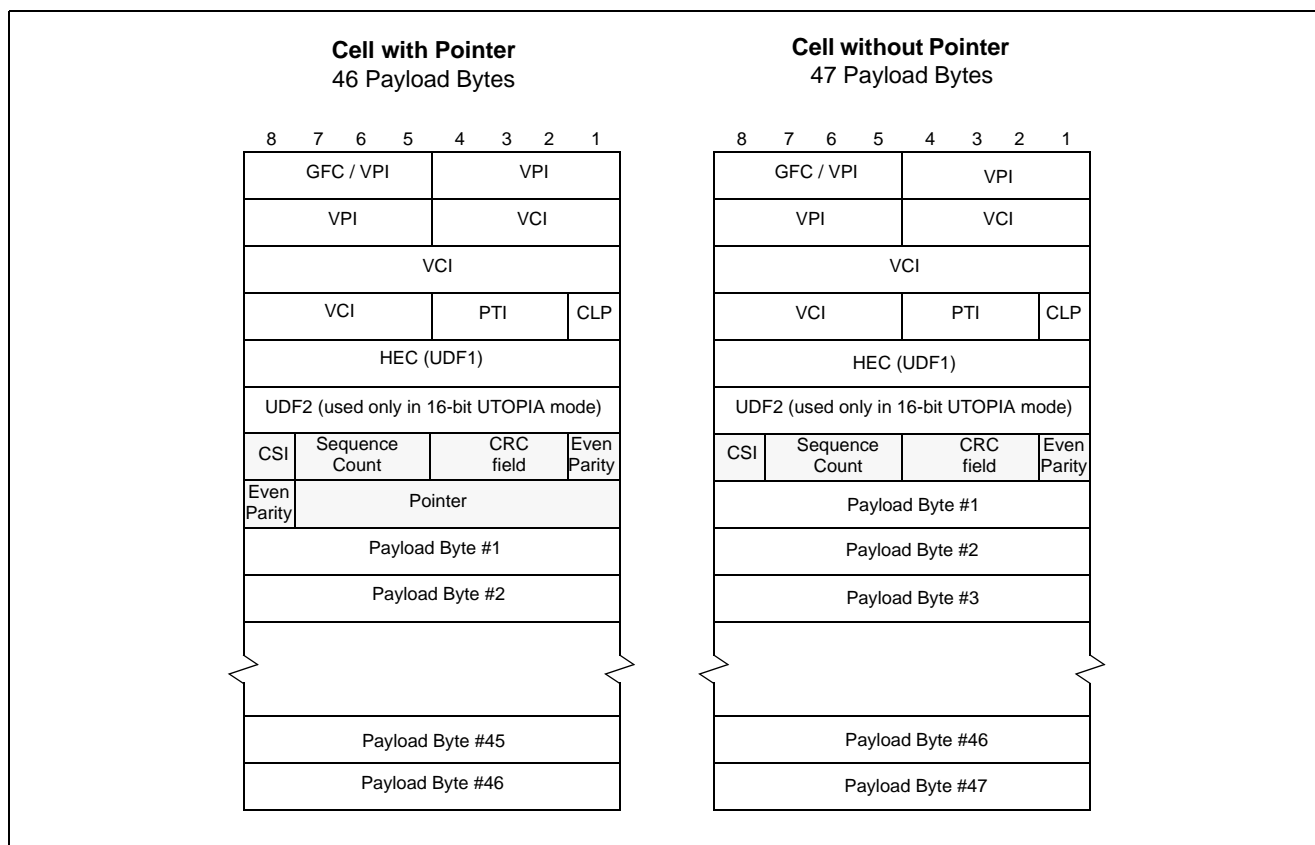 Cell with Pointer
46 Payload Bytes
8 7 6 5 4 3 2 1
GFC / VPI VPI
VPI VCI
VCI
VCI PTI CLP
HEC (UDF1)
UDF2 (used only in 16-bit UTOPIA mode)
CSI Sequence Count CRC field Even Parity
Even Parity Pointer
Payload Byte #1
Payload Byte #2
Payload Byte #45
Payload Byte #46
Cell without Pointer
47 Payload Bytes
8 7 6 5 4 3 2 1
GFC / VPI VPI
VPI VCI
VCI
VCI PTI CLP
HEC (UDF1)
UDF2 (used only in 16-bit UTOPIA mode)
CSI Sequence Count CRC field Even Parity
Payload Byte #1
Payload Byte #2
Payload Byte #3
Payload Byte #46
Payload Byte #47